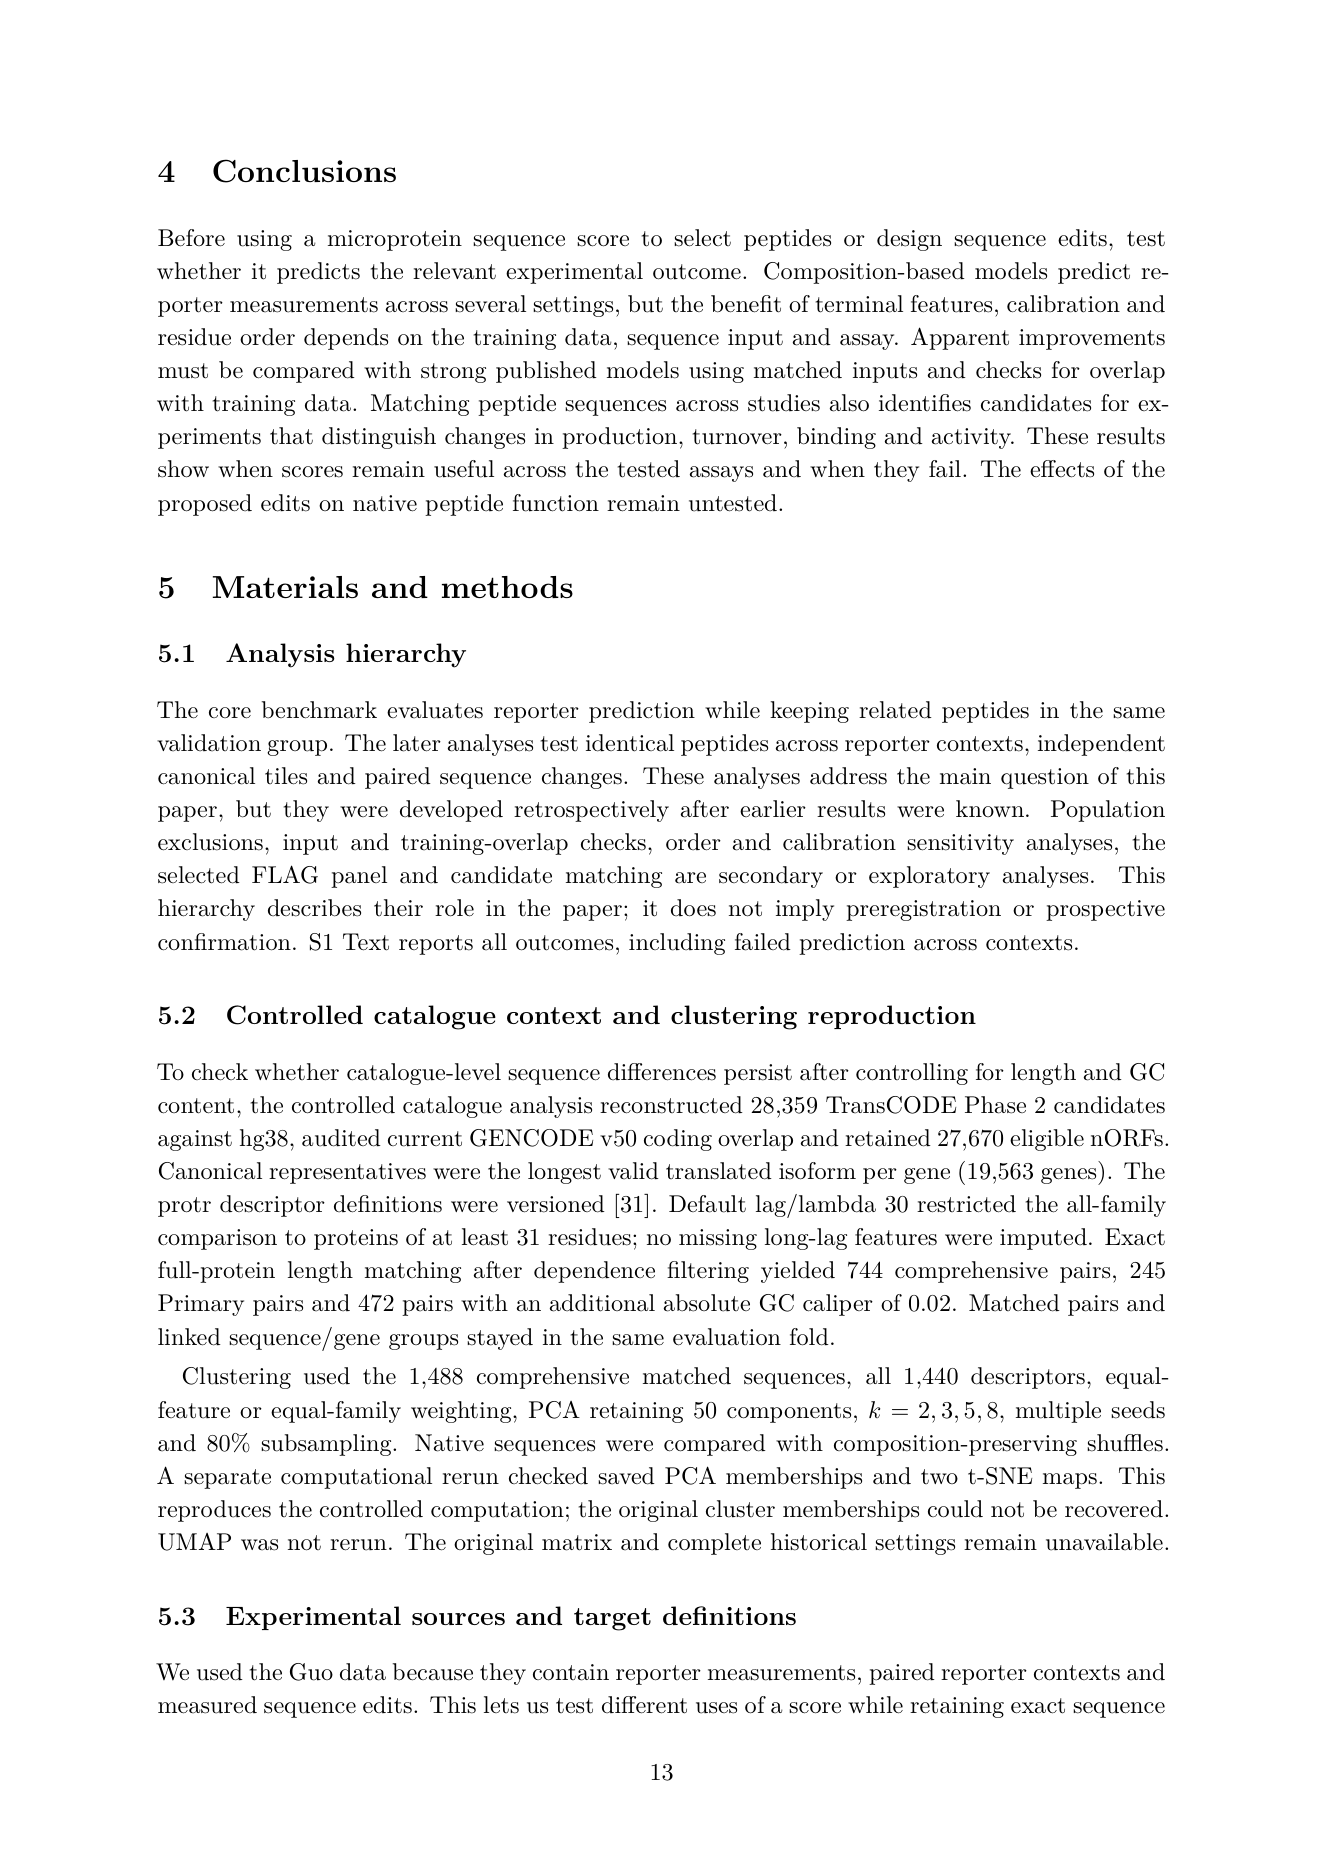 4 Conclusions
Before using a microprotein sequence score to select peptides or design sequence edits, test
whether it predicts the relevant experimental outcome. Composition-based models predict re-
porter measurements across several settings, but the benefit of terminal features, calibration and
residue order depends on the training data, sequence input and assay. Apparent improvements
must be compared with strong published models using matched inputs and checks for overlap
with training data. Matching peptide sequences across studies also identifies candidates for ex-
periments that distinguish changes in production, turnover, binding and activity. These results
show when scores remain useful across the tested assays and when they fail. The effects of the
proposed edits on native peptide function remain untested.
5 Materials and methods
5.1 Analysis hierarchy
The core benchmark evaluates reporter prediction while keeping related peptides in the same
validation group. The later analyses test identical peptides across reporter contexts, independent
canonical tiles and paired sequence changes. These analyses address the main question of this
paper, but they were developed retrospectively after earlier results were known. Population
exclusions, input and training-overlap checks, order and calibration sensitivity analyses, the
selected FLAG panel and candidate matching are secondary or exploratory analyses. This
hierarchy describes their role in the paper; it does not imply preregistration or prospective
confirmation. S1 Text reports all outcomes, including failed prediction across contexts.
5.2 Controlled catalogue context and clustering reproduction
To check whether catalogue-level sequence differences persist after controlling for length and GC
content, the controlled catalogue analysis reconstructed 28,359 TransCODE Phase 2 candidates
against hg38, audited current GENCODE v50 coding overlap and retained 27,670 eligible nORFs.
Canonical representatives were the longest valid translated isoform per gene (19,563 genes). The
protr descriptor definitions were versioned [31]. Default lag/lambda 30 restricted the all-family
comparison to proteins of at least 31 residues; no missing long-lag features were imputed. Exact
full-protein length matching after dependence filtering yielded 744 comprehensive pairs, 245
Primary pairs and 472 pairs with an additional absolute GC caliper of 0.02. Matched pairs and
linked sequence/gene groups stayed in the same evaluation fold.
Clustering used the 1,488 comprehensive matched sequences, all 1,440 descriptors, equal-
feature or equal-family weighting, PCA retaining 50 components, k = 2, 3, 5, 8, multiple seeds
and 80% subsampling. Native sequences were compared with composition-preserving shuffles.
A separate computational rerun checked saved PCA memberships and two t-SNE maps. This
reproduces the controlled computation; the original cluster memberships could not be recovered.
UMAP was not rerun. The original matrix and complete historical settings remain unavailable.
5.3 Experimental sources and target definitions
We used the Guo data because they contain reporter measurements, paired reporter contexts and
measured sequence edits. This lets us test different uses of a score while retaining exact sequence
13